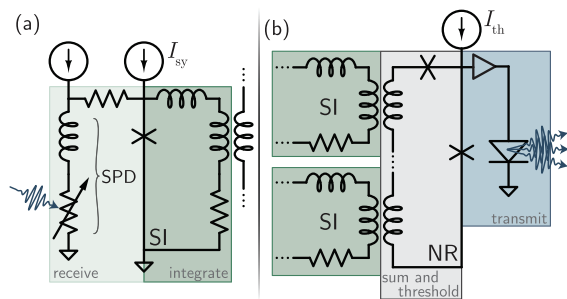 (a)
I_sy
SPD
SI
receive
integrate
(b)
I_th
SI
SI
NR
transmit
sum and
threshold